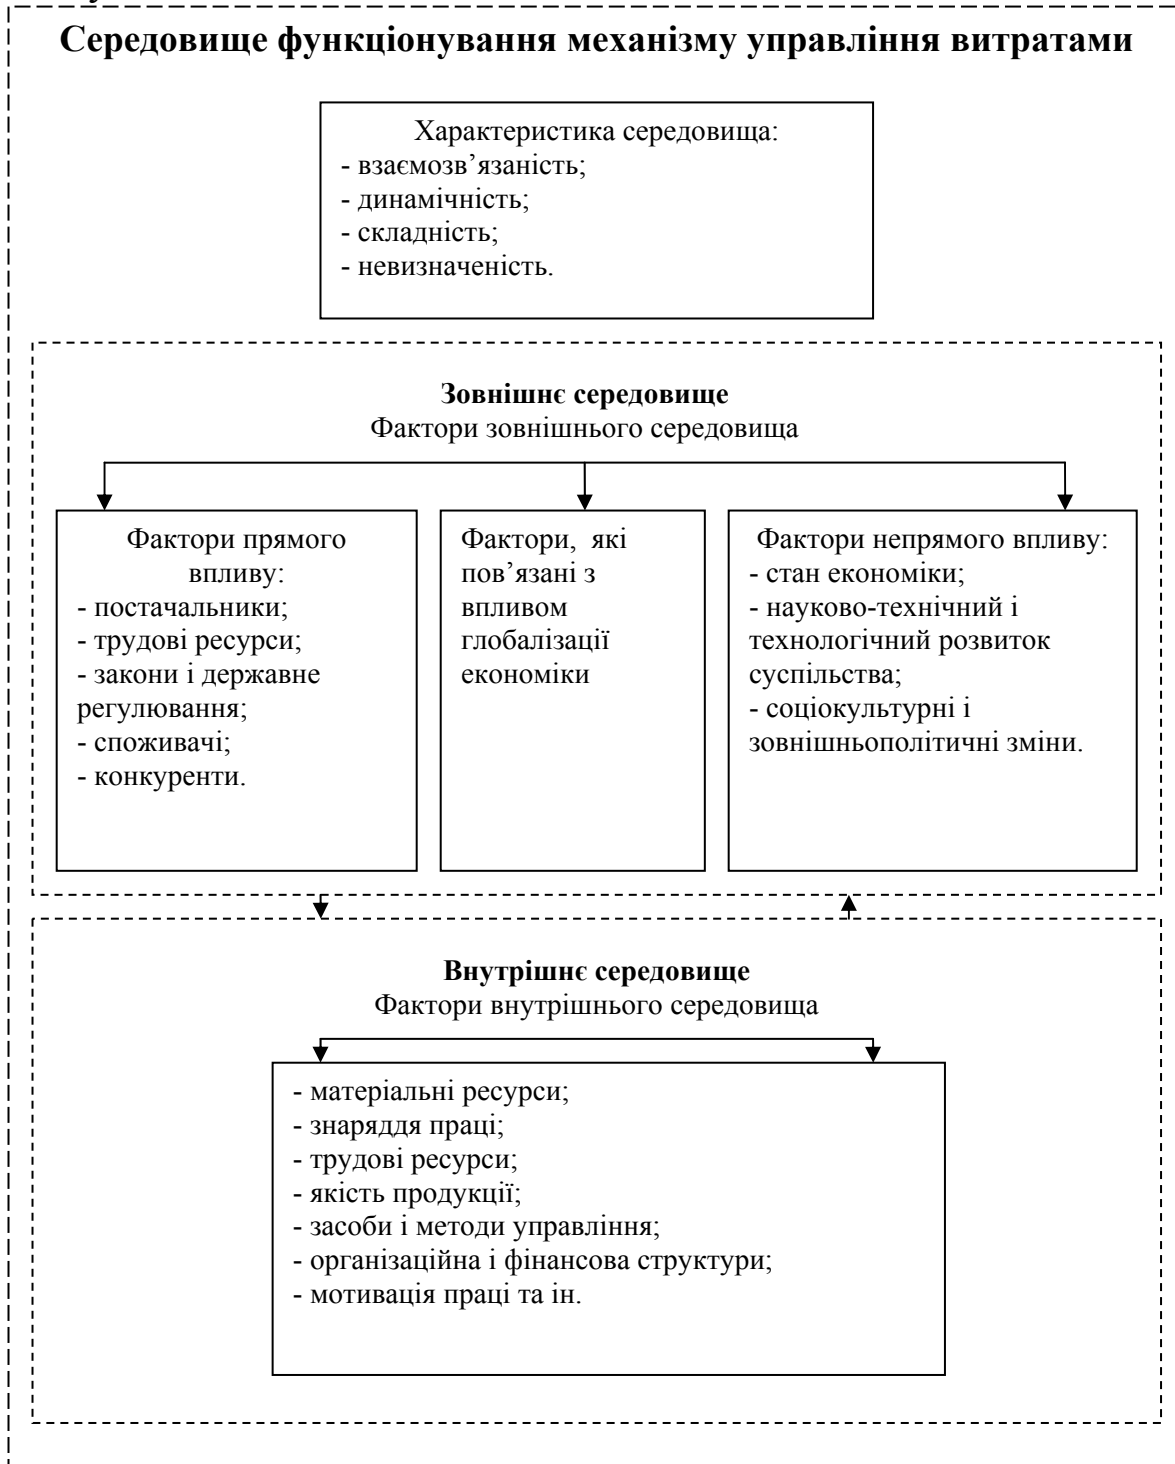 Середовище функціонування механізму управління витратами
Характеристика середовища:
- взаємозв’язаність;
- динамічність;
- складність;
- невизначеність.
Зовнішнє середовище
Фактори зовнішнього середовища
Фактори прямого
впливу:
- постачальники;
- трудові ресурси;
- закони і державне
регулювання;
- споживачі;
- конкуренти.
Фактори, які
пов’язані з
впливом
глобалізації
економіки
Фактори непрямого впливу:
- стан економіки;
- науково-технічний і
технологічний розвиток
суспільства;
- соціокультурні і
зовнішньополітичні зміни.
Внутрішнє середовище
Фактори внутрішнього середовища
- матеріальні ресурси;
- знаряддя праці;
- трудові ресурси;
- якість продукції;
- засоби і методи управління;
- організаційна і фінансова структури;
- мотивація праці та ін.